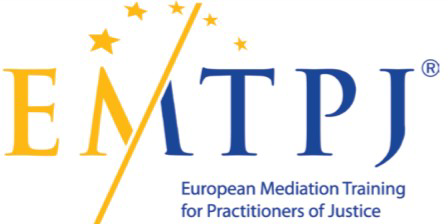 EMTPJ®
European Mediation Training
for Practitioners of Justice